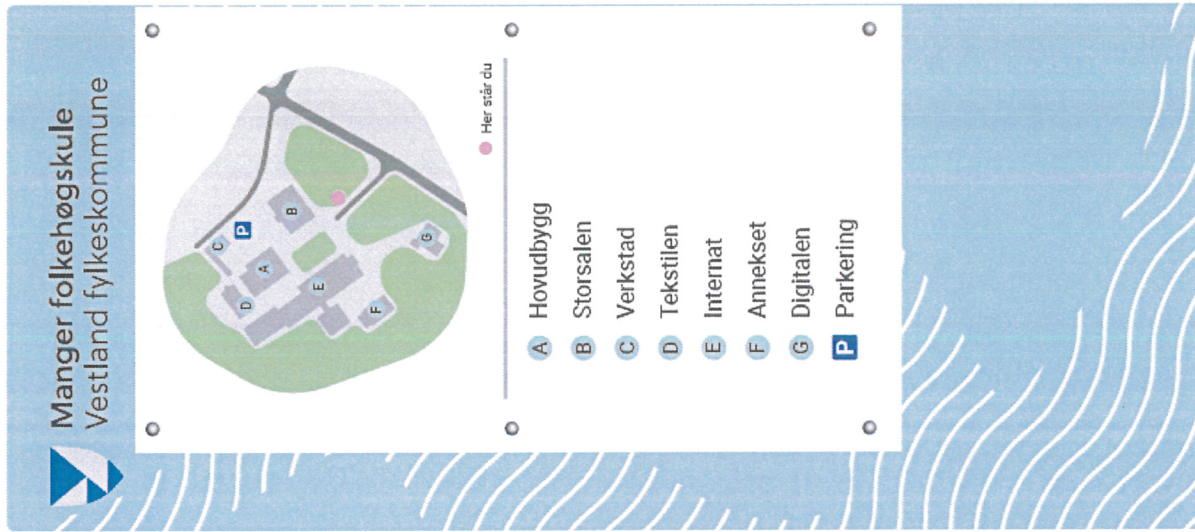 Manger folkehøgskule
Vestland fylkeskommune
C
P
D
A
B
E
F
G
Her står du
A Hovudbygg
B Storsalen
C Verkstad
D Tekstilen
E Internat
F Annekset
G Digitalen
P Parkering